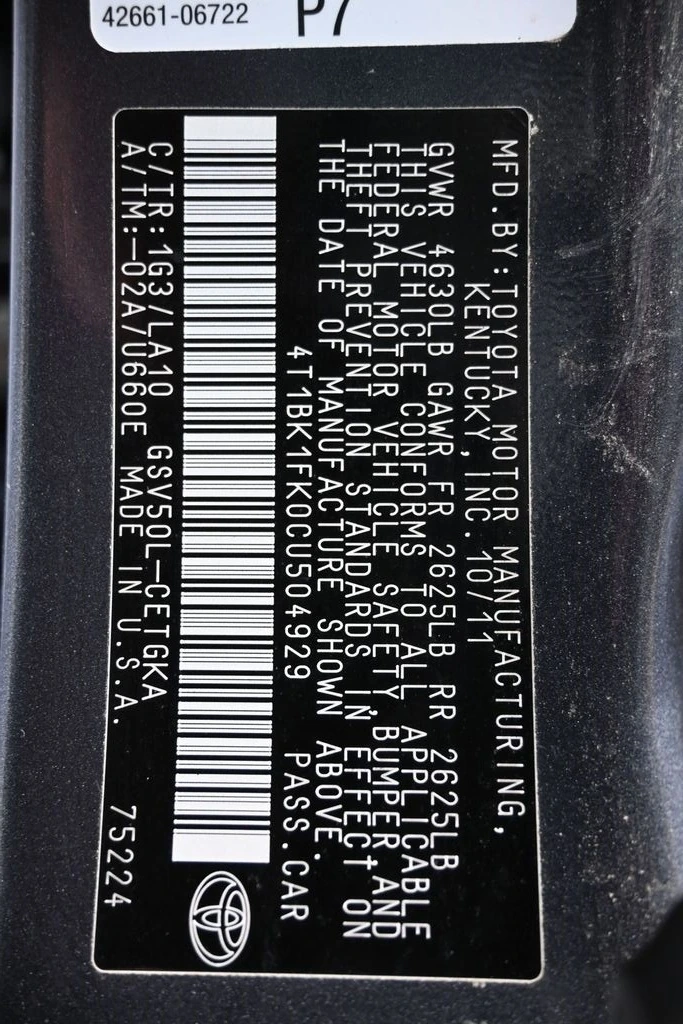 42661-06722 P7
MFD.BY:TOYOTA MOTOR MANUFACTURING,
KENTUCKY,INC.10/11
GVWR 4630LB GAWR FR 2625LB RR 2625LB
THIS VEHICLE CONFORMS TO ALL APPLICABLE
FEDERAL MOTOR VEHICLE SAFETY,BUMPER,AND
THEFT PREVENTION STANDARDS IN EFFECT ON
THE DATE OF MANUFACTURE SHOWN ABOVE.
4T1BK1FK0CU504929 PASS.CAR
C/TR:1G3/LA10 GSV50L-CETGKA
A/TM:-02A/U660E MADE IN U.S.A. 75224